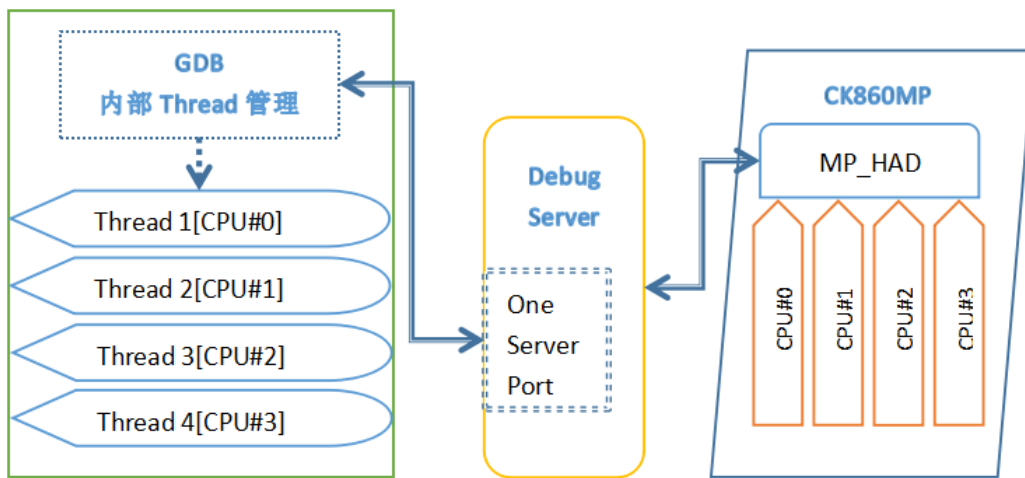 GDB
内部 Thread 管理
Thread 1[CPU#0]
Thread 2[CPU#1]
Thread 3[CPU#2]
Thread 4[CPU#3]
Debug
Server
One
Server
Port
CK860MP
MP_HAD
CPU#0
CPU#1
CPU#2
CPU#3